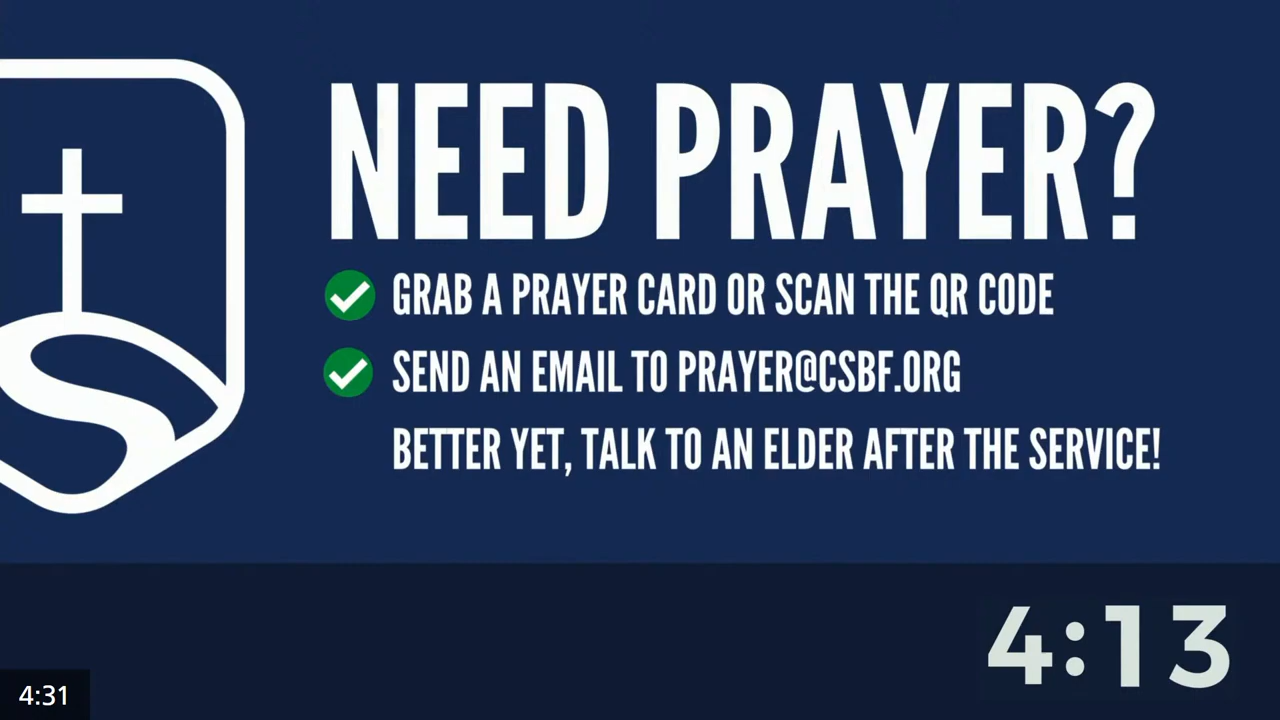 NEED PRAYER?
GRAB A PRAYER CARD OR SCAN THE QR CODE
SEND AN EMAIL TO PRAYER@CSBF.ORG
BETTER YET, TALK TO AN ELDER AFTER THE SERVICE!
4:13
4:31